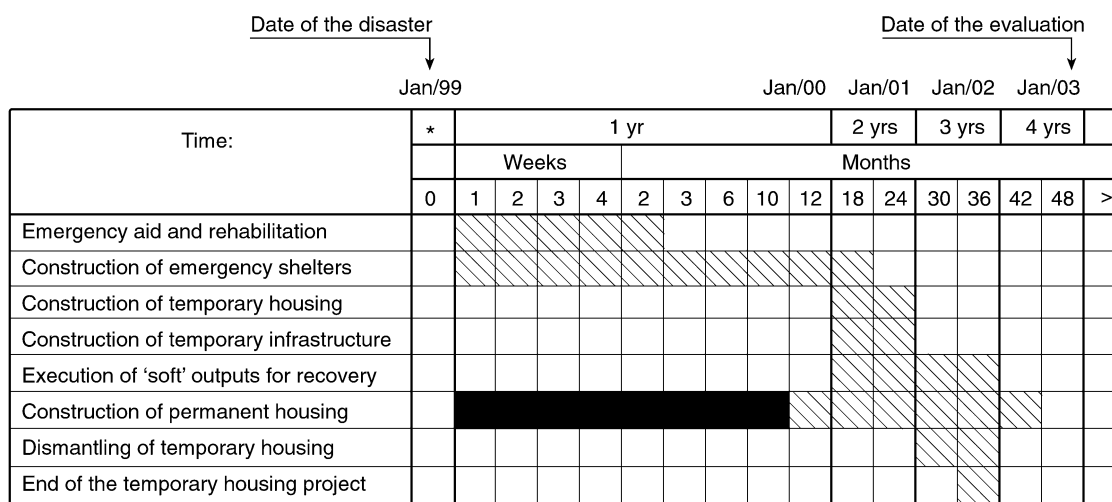 Date of the disaster Date of the evaluation
Jan/99 Jan/00 Jan/01 Jan/02 Jan/03
Time: * 1 yr 2 yrs 3 yrs 4 yrs
Weeks Months
0 1 2 3 4 2 3 6 10 12 18 24 30 36 42 48 >
Emergency aid and rehabilitation
Construction of emergency shelters
Construction of temporary housing
Construction of temporary infrastructure
Execution of ‘soft’ outputs for recovery
Construction of permanent housing
Dismantling of temporary housing
End of the temporary housing project